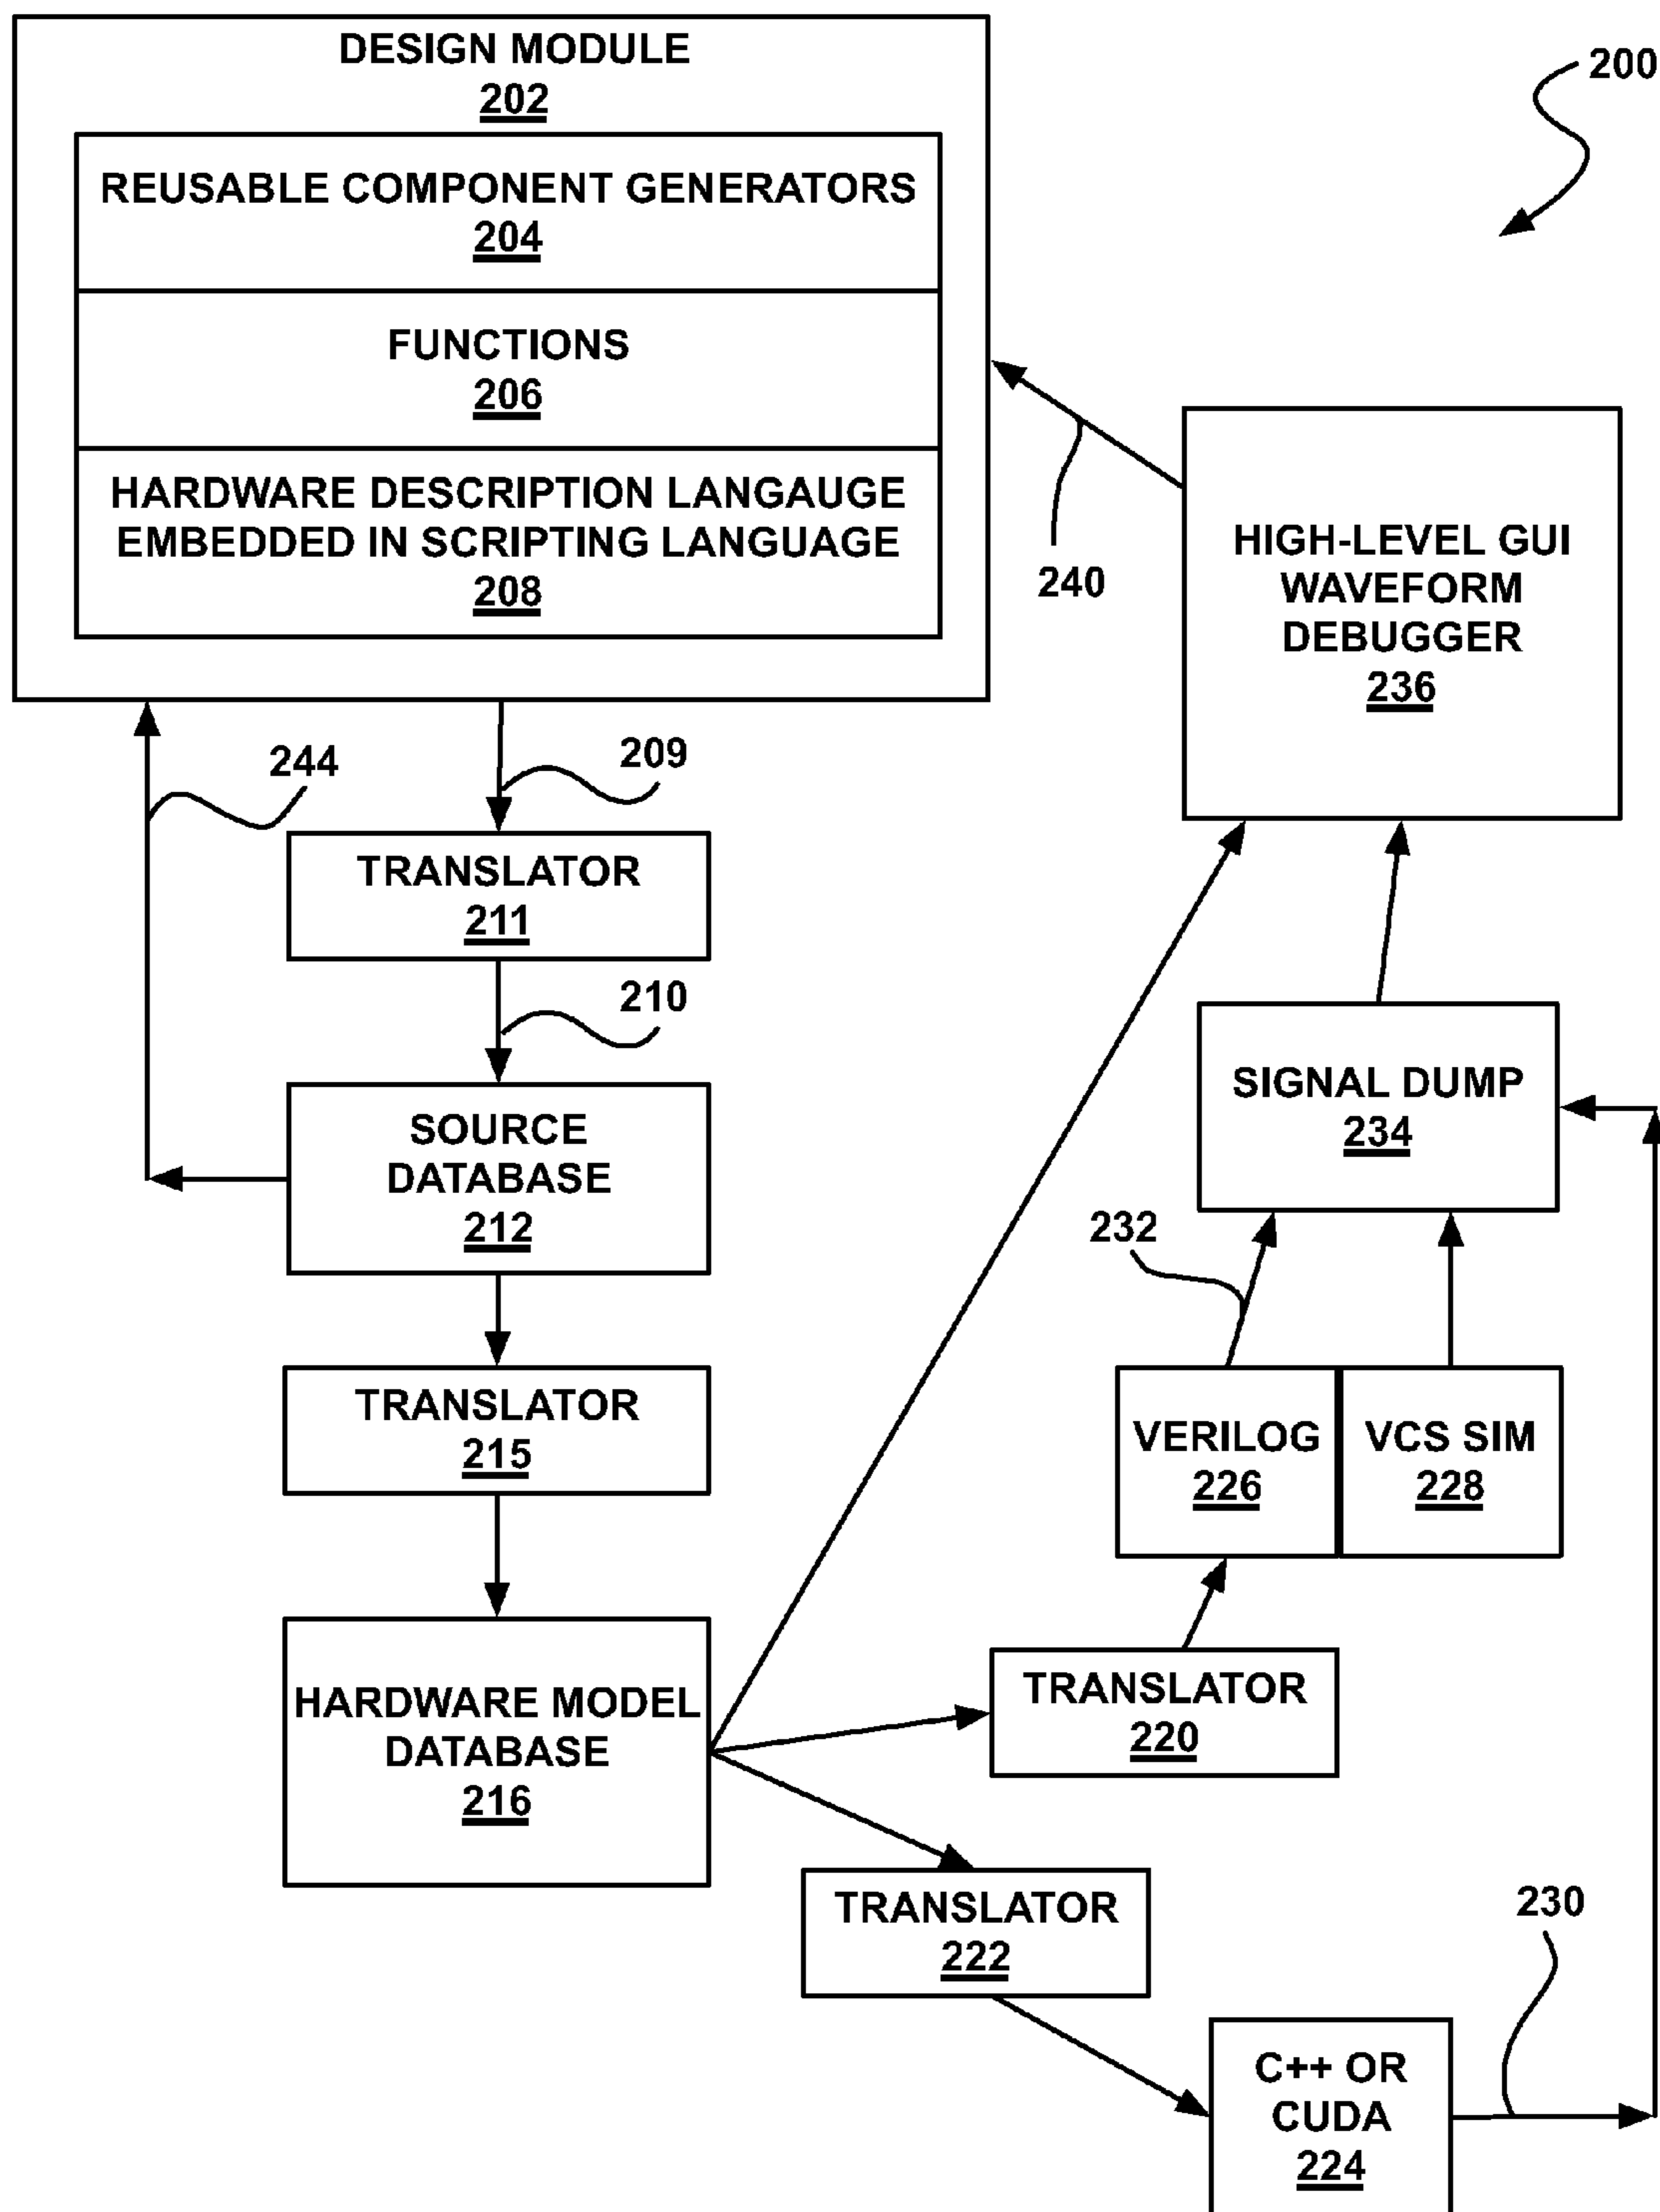 DESIGN MODULE
202
200
REUSABLE COMPONENT GENERATORS
204
FUNCTIONS
206
HARDWARE DESCRIPTION LANGAUGE
EMBEDDED IN SCRIPTING LANGUAGE
208
240
HIGH-LEVEL GUI
WAVEFORM
DEBUGGER
236
244
209
TRANSLATOR
211
210
SOURCE
DATABASE
212
SIGNAL DUMP
234
232
TRANSLATOR
215
VERILOG
226
VCS SIM
228
HARDWARE MODEL
DATABASE
216
TRANSLATOR
220
TRANSLATOR
222
230
C++ OR
CUDA
224